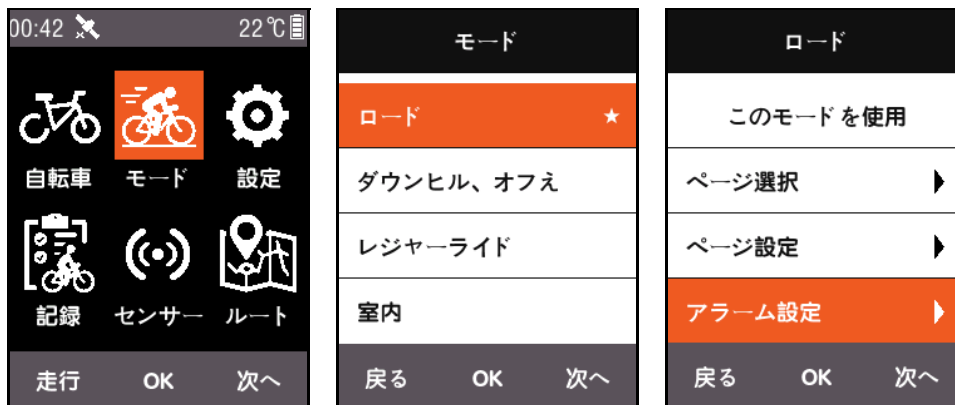 00:42 22℃
自転車 モード 設定
記録 センサー ルート
走行 OK 次へ
モード
ロード ★
ダウンヒル、オフえ
レジャーライド
室内
戻る OK 次へ
ロード
このモードを使用
ページ選択
ページ設定
アラーム設定
戻る OK 次へ